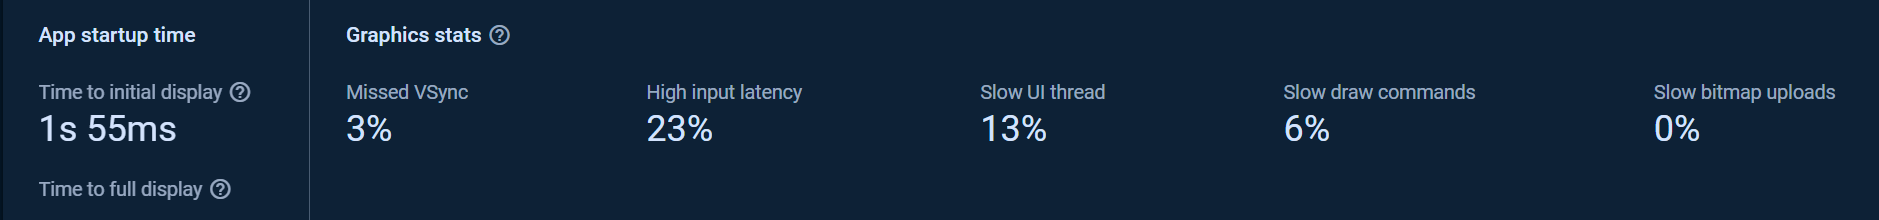 App startup time
Time to initial display
1s 55ms
Time to full display
Graphics stats
Missed VSync
3%
High input latency
23%
Slow UI thread
13%
Slow draw commands
6%
Slow bitmap uploads
0%